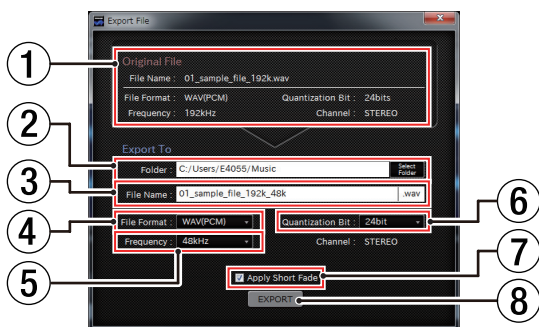 Export File
Original File
File Name : 01_sample_file_192k.wav
File Format : WAV(PCM) Quantization Bit : 24bits
Frequency : 192kHz Channel : STEREO
Export To
Folder : C:/Users/E4055/Music Select Folder
File Name : 01_sample_file_192k_48k .wav
File Format : WAV(PCM) Quantization Bit : 24bit
Frequency : 48kHz Channel : STEREO
Apply Short Fade
EXPORT
1
2
3
4
5
6
7
8